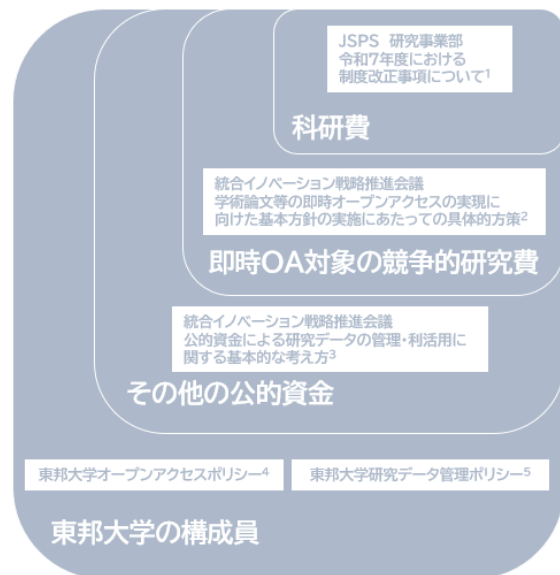 JSPS 研究事業部
令和7年度における
制度改正事項について¹
科研費
統合イノベーション戦略推進会議
学術論文等の即時オープンアクセスの実現に
向けた基本方針の実施にあたっての具体的方策²
即時OA対象の競争的研究費
統合イノベーション戦略推進会議
公的資金による研究データの管理・利活用に
関する基本的な考え方³
その他の公的資金
東邦大学オープンアクセスポリシー⁴ 東邦大学研究データ管理ポリシー⁵
東邦大学の構成員